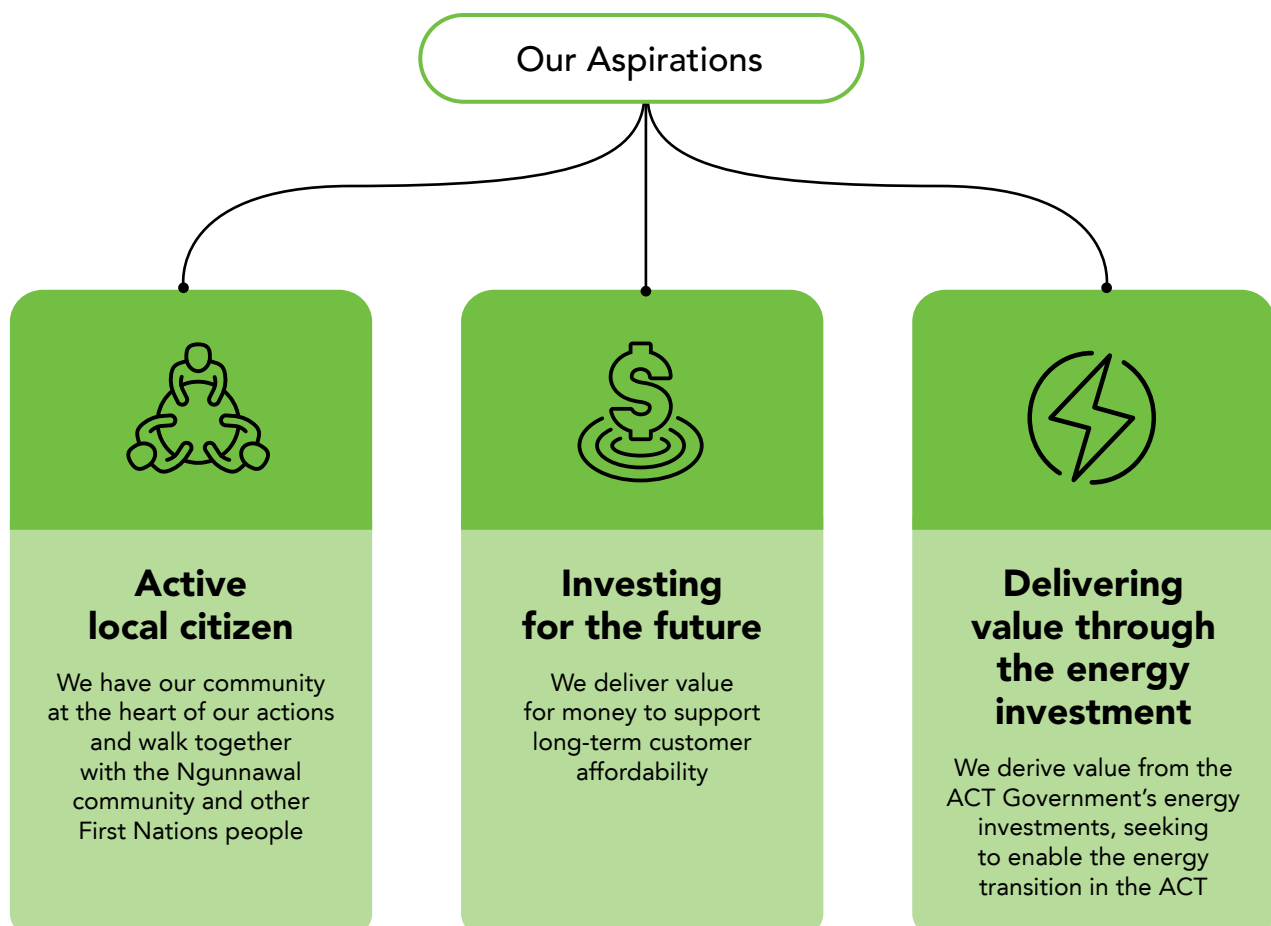 Our Aspirations
Active
local citizen
We have our community
at the heart of our actions
and walk together
with the Ngunnawal
community and other
First Nations people
Investing
for the future
We deliver value
for money to support
long-term customer
affordability
Delivering
value through
the energy
investment
We derive value from the
ACT Government’s energy
investments, seeking
to enable the energy
transition in the ACT